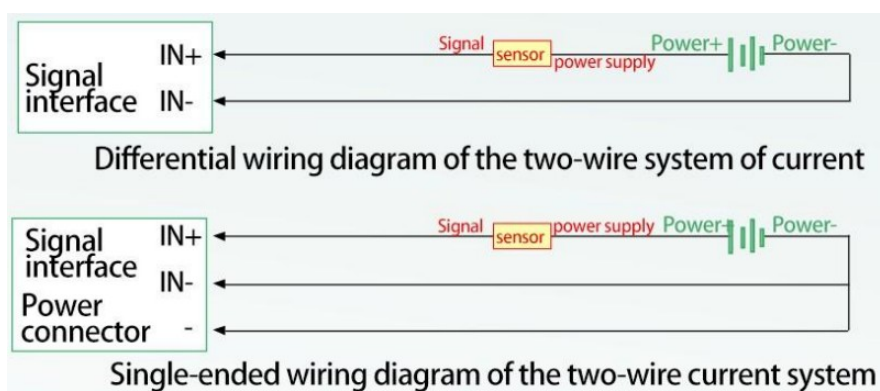 Signal interface
IN+
IN-
Signal
sensor
power supply
Power+
Power-
Differential wiring diagram of the two-wire system of current
Signal interface
Power connector
IN+
IN-
-
Signal
sensor
power supply
Power+
Power-
Single-ended wiring diagram of the two-wire current system